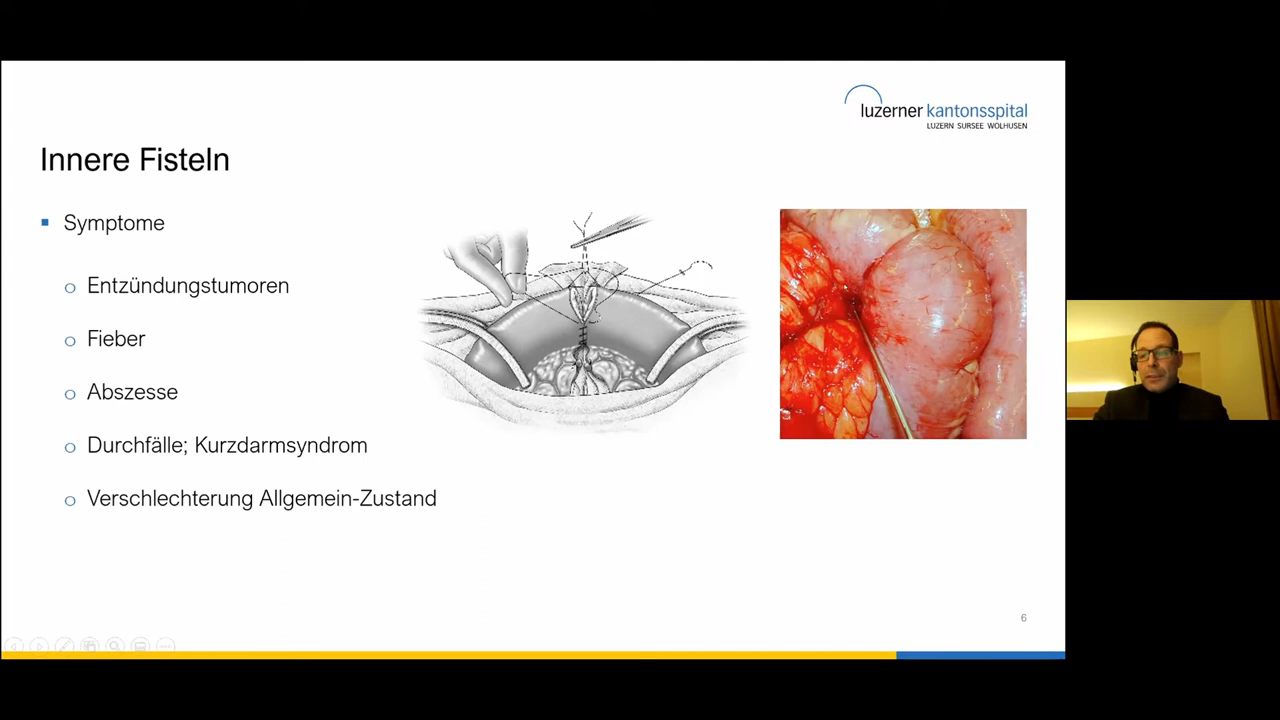 luzerner kantonsspital
LUZERN SURSEE WOLHUSEN
Innere Fisteln
Symptome
Entzündungstumoren
Fieber
Abszesse
Durchfälle; Kurzdarmsyndrom
Verschlechterung Allgemein-Zustand
6